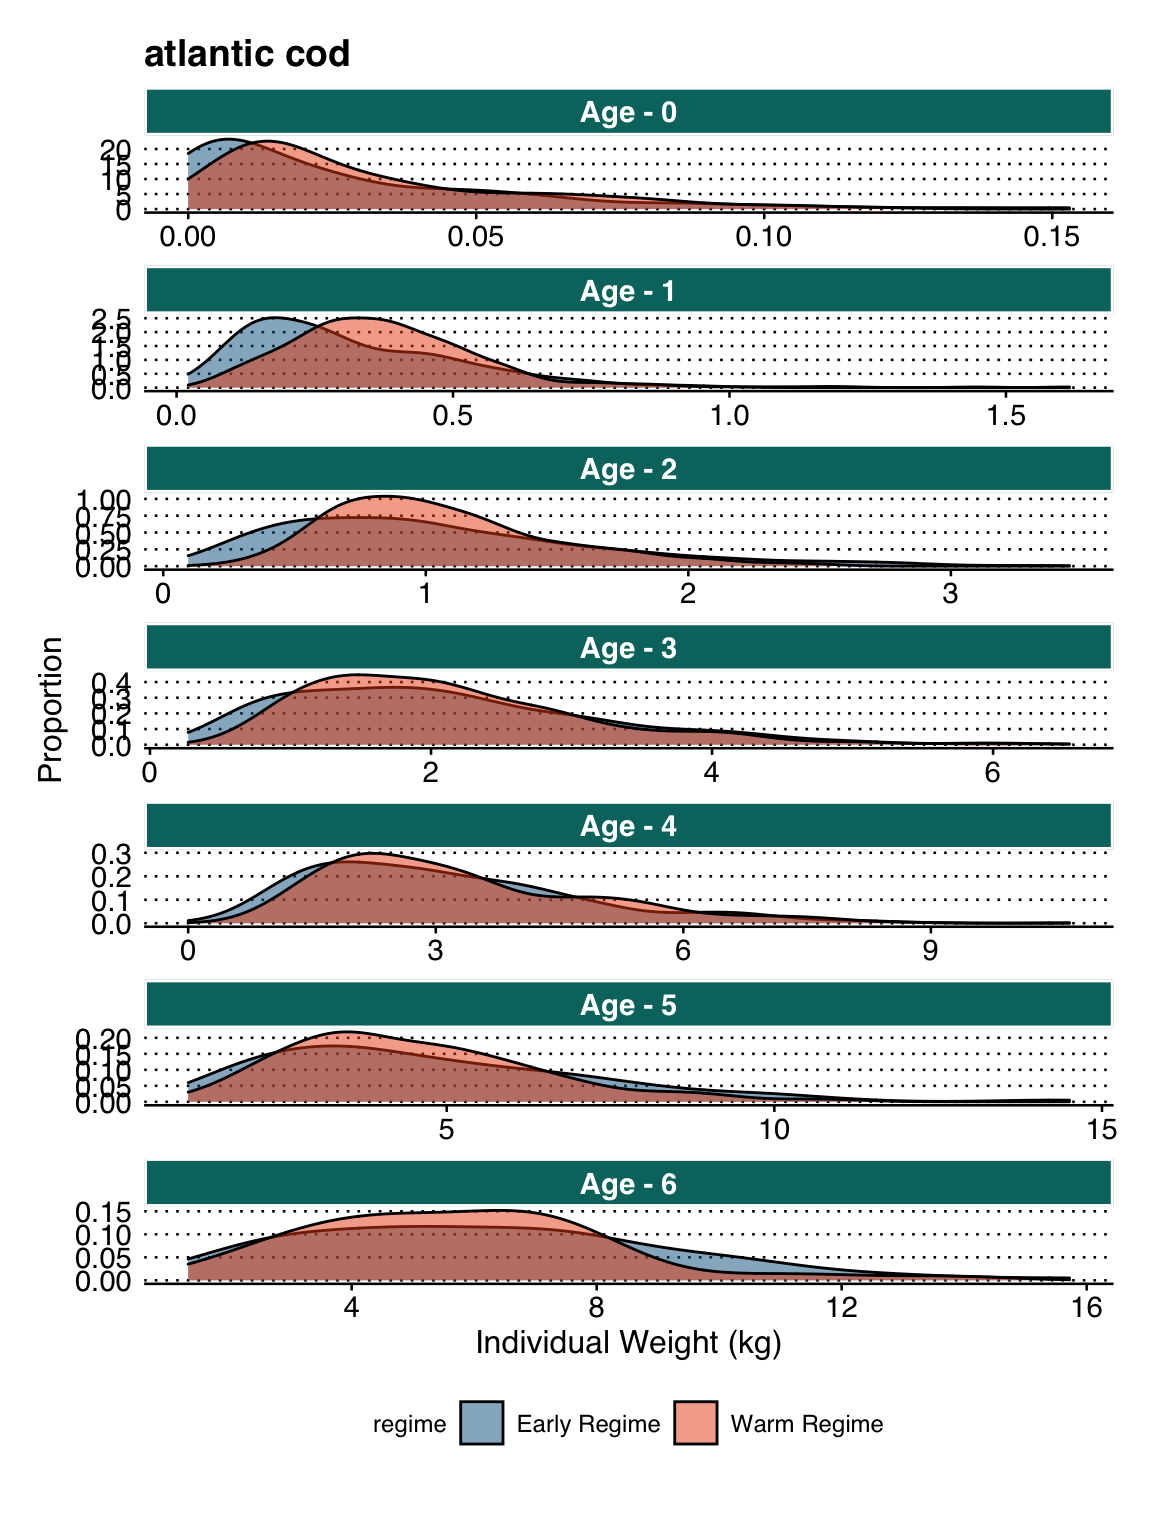 atlantic cod
Age - 0
20
15
10
5
0
0.00 0.05 0.10 0.15
Age - 1
2.5
2.0
1.5
1.0
0.5
0.0
0.0 0.5 1.0 1.5
Age - 2
1.00
0.75
0.50
0.25
0.00
0 1 2 3
Age - 3
0.4
0.3
0.2
0.1
0.0
0 2 4 6
Proportion
Age - 4
0.3
0.2
0.1
0.0
0 3 6 9
Age - 5
0.20
0.15
0.10
0.05
0.00
5 10 15
Age - 6
0.15
0.10
0.05
0.00
4 8 12 16
Individual Weight (kg)
regime Early Regime Warm Regime